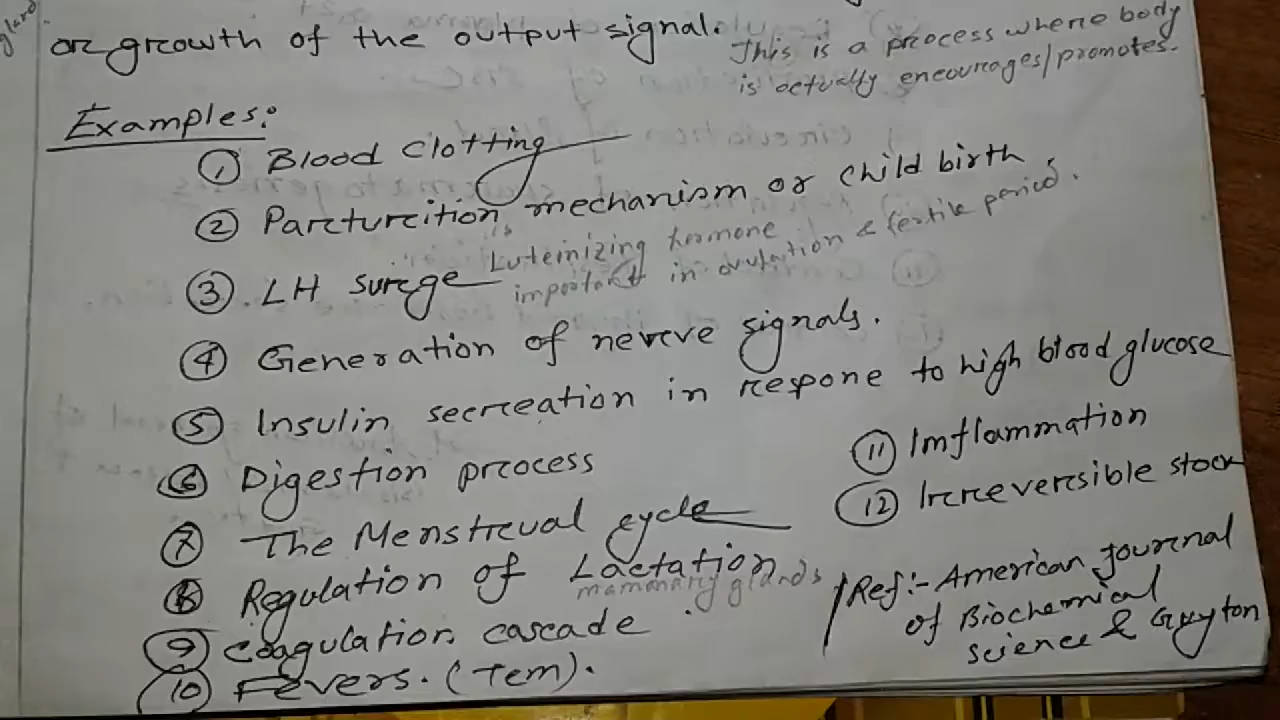 or growth of the output signal.
This is a process where body
is actually encourages/promotes.
Examples:
① Blood Clotting
② Parturition mechanism or child birth.
③ LH surge
Luteinizing hormone
important in ovulation & fertile period.
④ Generation of nerve signals.
⑤ Insulin secreation in respone to high blood glucose
⑥ Digestion process
⑦ The Menstrual cycle
⑧ Regulation of Lactation
mammary glands
⑨ Coagulation cascade
⑩ Fevers. (Tem).
⑪ Imflammation
⑫ Irreversible
Ref:- American Journal
of Biochemical
science & Guyton